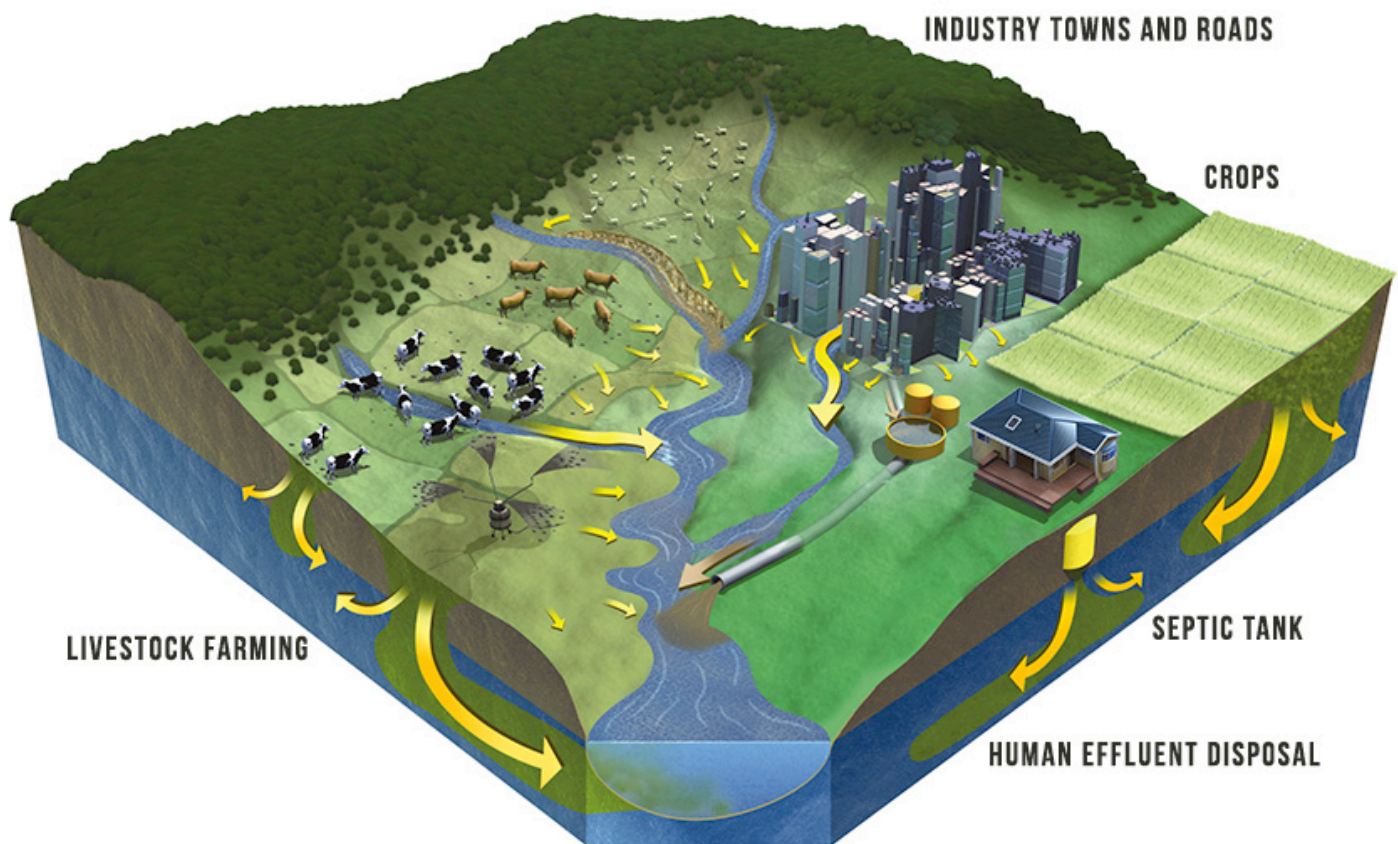 INDUSTRY TOWNS AND ROADS
CROPS
LIVESTOCK FARMING
SEPTIC TANK
HUMAN EFFLUENT DISPOSAL